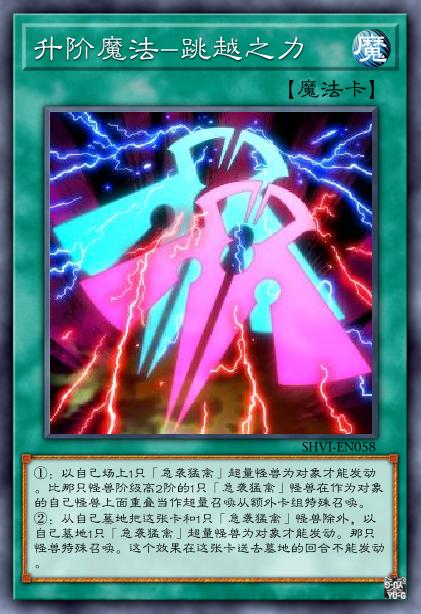 升阶魔法–跳越之力
魔
【魔法卡】
SHVI-EN058
①：以自己场上1只「急袭猛禽」超量怪兽为对象才能发动
。比那只怪兽阶级高2阶的1只「急袭猛禽」怪兽在作为对象
的自己怪兽上面重叠当作超量召唤从额外卡组特殊召唤。
②：从自己墓地把这张卡和1只「急袭猛禽」怪兽除外，以
自己墓地1只「急袭猛禽」超量怪兽为对象才能发动。那只
怪兽特殊召唤。这个效果在这张卡送去墓地的回合不能发动
。